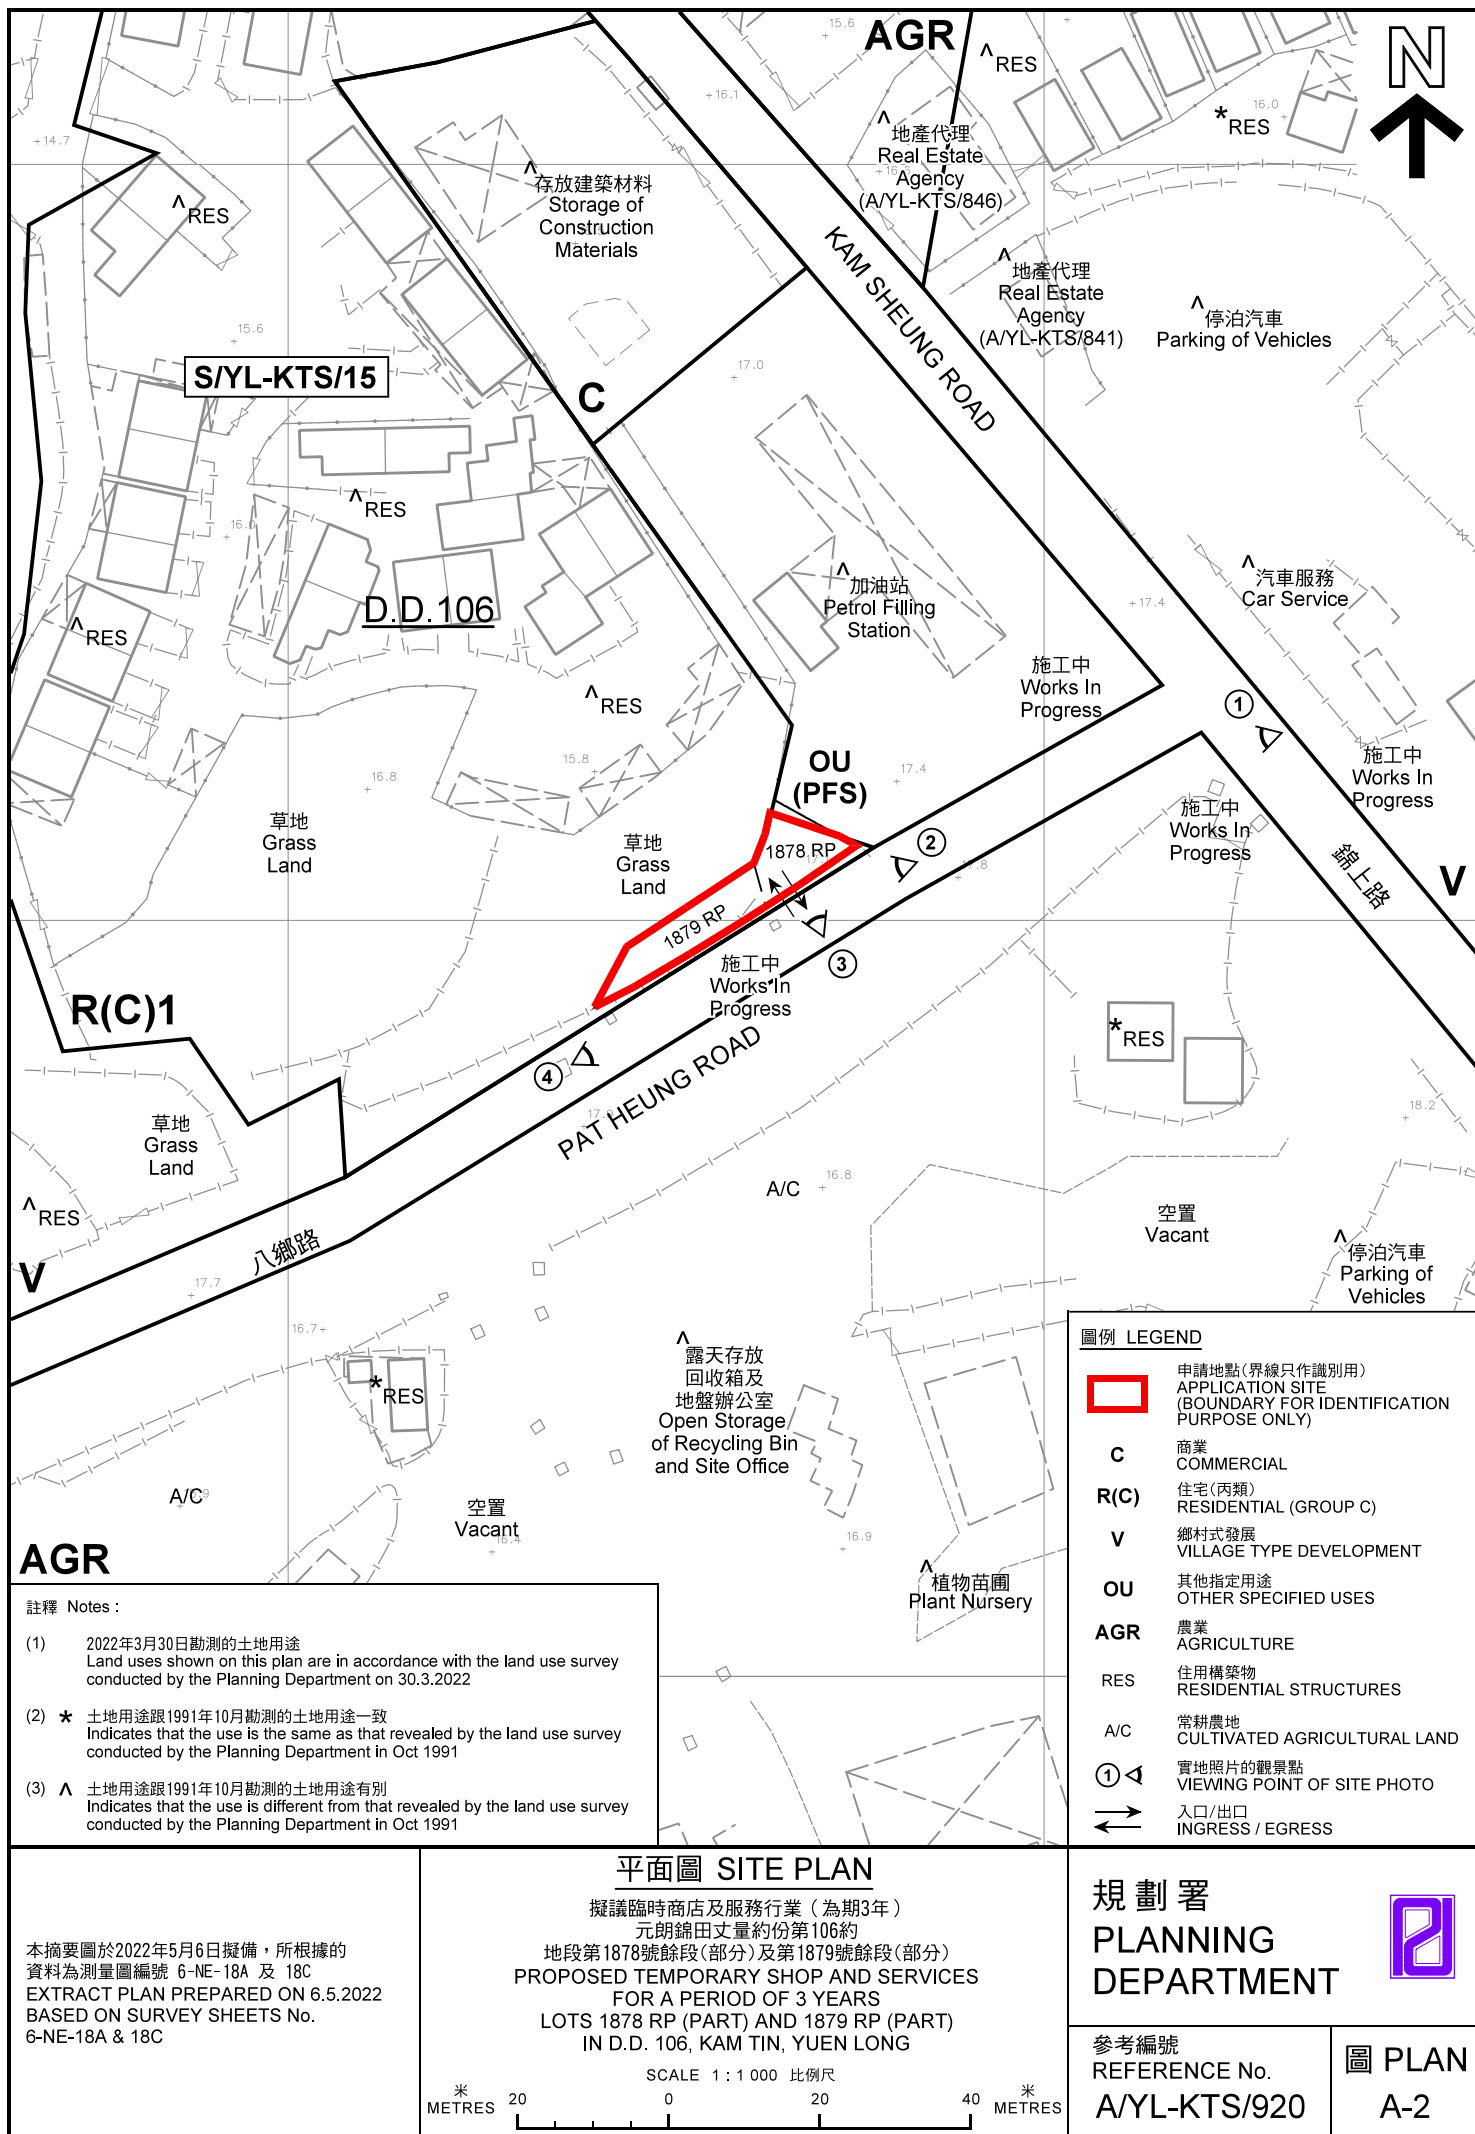 AGR
N
15.6
+16.1
^RES
16.0
*RES
+14.7
^地產代理
Real Estate
Agency
(A/YL-KTS/846)
^存放建築材料
Storage of
Construction
Materials
^RES
KAM SHEUNG ROAD
^地產代理
Real Estate
Agency
(A/YL-KTS/841)
^停泊汽車
Parking of Vehicles
15.6
S/YL-KTS/15
17.0
C
^RES
^加油站
Petrol Filling
Station
^汽車服務
Car Service
+17.4
D.D.106
^RES
^RES
施工中
Works In
Progress
1
15.8
16.8
OU
(PFS)
17.4
施工中
Works In
Progress
施工中
Works In
Progress
草地
Grass
Land
草地
Grass
Land
1878 RP
2
17.8
錦上路
V
1879 RP
3
施工中
Works In
Progress
R(C)1
*RES
4
PAT HEUNG ROAD
18.2
草地
Grass
Land
A/C
16.8
^RES
空置
Vacant
八鄉路
^停泊汽車
Parking of
Vehicles
V
17.7
16.7+
*RES
^露天存放
回收箱及
地盤辦公室
Open Storage
of Recycling Bin
and Site Office
A/C
空置
Vacant
16.4
16.9
AGR
^植物苗圃
Plant Nursery
圖例 LEGEND
申請地點(界線只作識別用)
APPLICATION SITE
(BOUNDARY FOR IDENTIFICATION
PURPOSE ONLY)
C 商業
COMMERCIAL
R(C) 住宅(丙類)
RESIDENTIAL (GROUP C)
V 鄉村式發展
VILLAGE TYPE DEVELOPMENT
OU 其他指定用途
OTHER SPECIFIED USES
AGR 農業
AGRICULTURE
RES 住用構築物
RESIDENTIAL STRUCTURES
A/C 常耕農地
CULTIVATED AGRICULTURAL LAND
1 實地照片的觀景點
VIEWING POINT OF SITE PHOTO
入口/出口
INGRESS / EGRESS
註釋 Notes :
(1) 2022年3月30日勘測的土地用途
Land uses shown on this plan are in accordance with the land use survey
conducted by the Planning Department on 30.3.2022
(2) * 土地用途跟1991年10月勘測的土地用途一致
Indicates that the use is the same as that revealed by the land use survey
conducted by the Planning Department in Oct 1991
(3) ^ 土地用途跟1991年10月勘測的土地用途有別
Indicates that the use is different from that revealed by the land use survey
conducted by the Planning Department in Oct 1991
本摘要圖於2022年5月6日擬備，所根據的
資料為測量圖編號 6-NE-18A 及 18C
EXTRACT PLAN PREPARED ON 6.5.2022
BASED ON SURVEY SHEETS No.
6-NE-18A & 18C
平面圖 SITE PLAN
擬議臨時商店及服務行業（為期3年）
元朗錦田丈量約份第106約
地段第1878號餘段(部分)及第1879號餘段(部分)
PROPOSED TEMPORARY SHOP AND SERVICES
FOR A PERIOD OF 3 YEARS
LOTS 1878 RP (PART) AND 1879 RP (PART)
IN D.D. 106, KAM TIN, YUEN LONG
SCALE 1 : 1 000 比例尺
米
METRES 20 0 20 40 米
METRES
規劃署
PLANNING
DEPARTMENT
參考編號
REFERENCE No.
A/YL-KTS/920
圖 PLAN
A-2